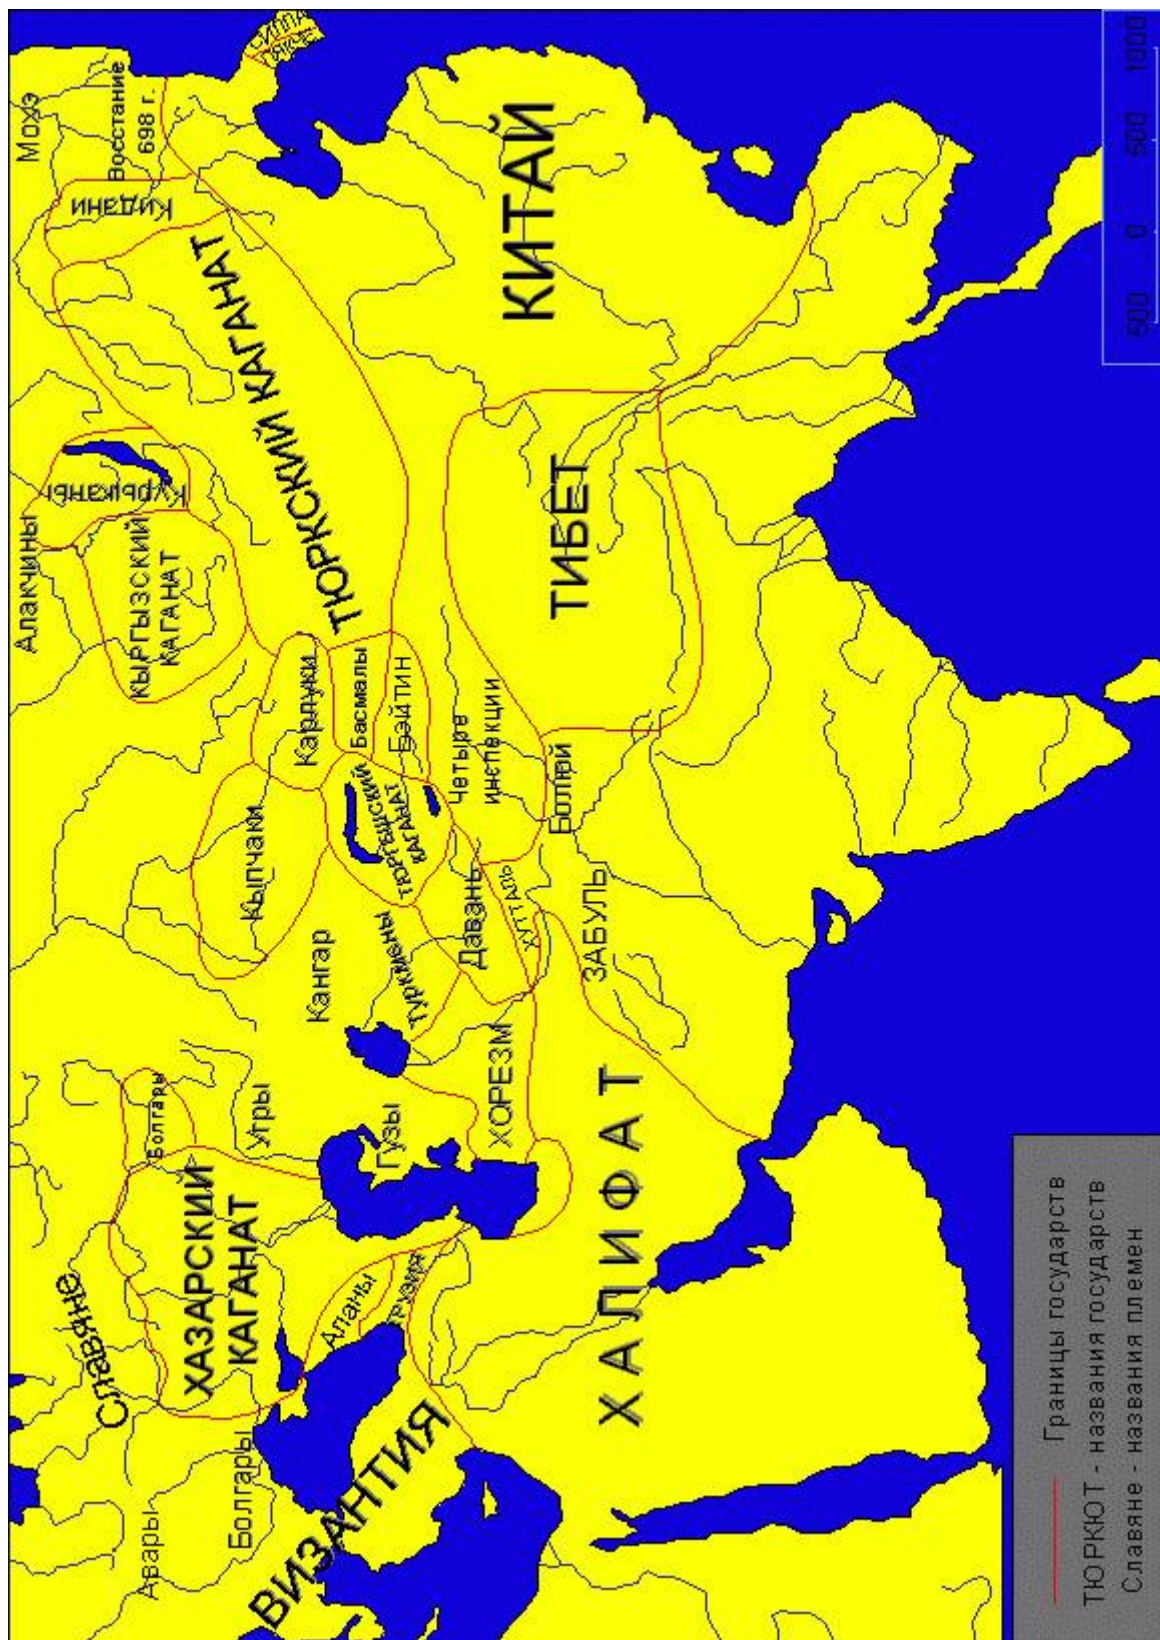 Славяне
Авары
Болгары
ВИЗАНТИЯ
ХАЗАРСКИЙ
КАГАНАТ
Болгары
Угры
Аланы
ГРУЗИЯ
Гузы
ХОРЕЗМ
Х А Л И Ф А Т
Кангар
Кыпчаки
Туркмены
Давань
ХУТТАЛЬ
ЗАБУЛЬ
Карлуки
Басмалы
Бэйтин
ТЮРГЕШСКИЙ
КАГАНАТ
Четыре
инспекции
Болюй
Алакчины
КЫРГЫЗСКИЙ
КАГАНАТ
Курыканы
ТЮРКСКИЙ КАГАНАТ
ТИБЕТ
КИТАЙ
Мохэ
Восстание
698 г.
Кидани
СИЛЛА
Границы государств
ТЮРКЮТ - названия государств
Славяне - названия племен
500 0 500 1000